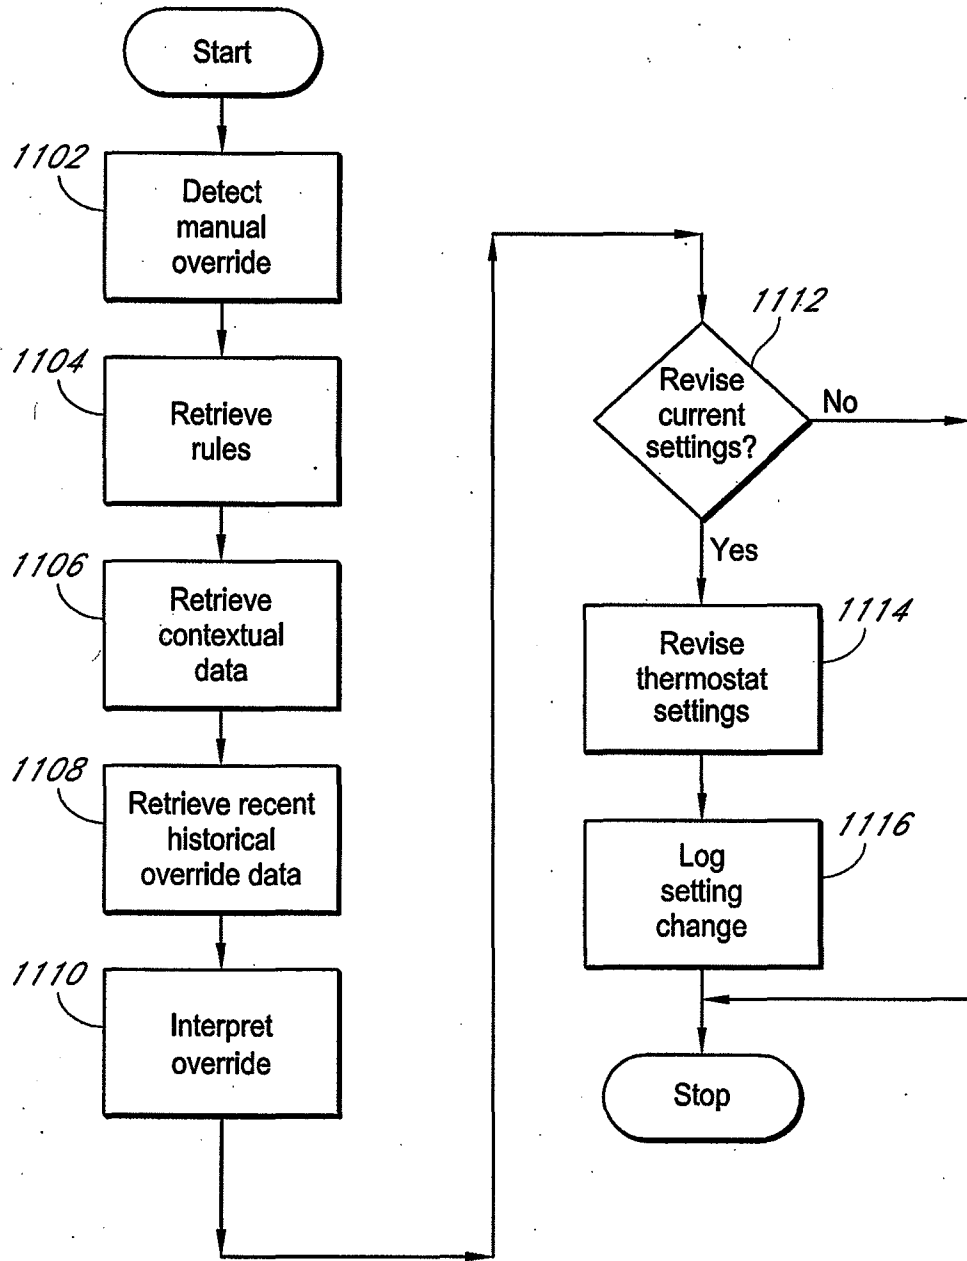 Start
1102
Detect
manual
override
1104
Retrieve
rules
1106
Retrieve
contextual
data
1108
Retrieve recent
historical
override data
1110
Interpret
override
1112
Revise
current
settings?
No
Yes
1114
Revise
thermostat
settings
1116
Log
setting
change
Stop